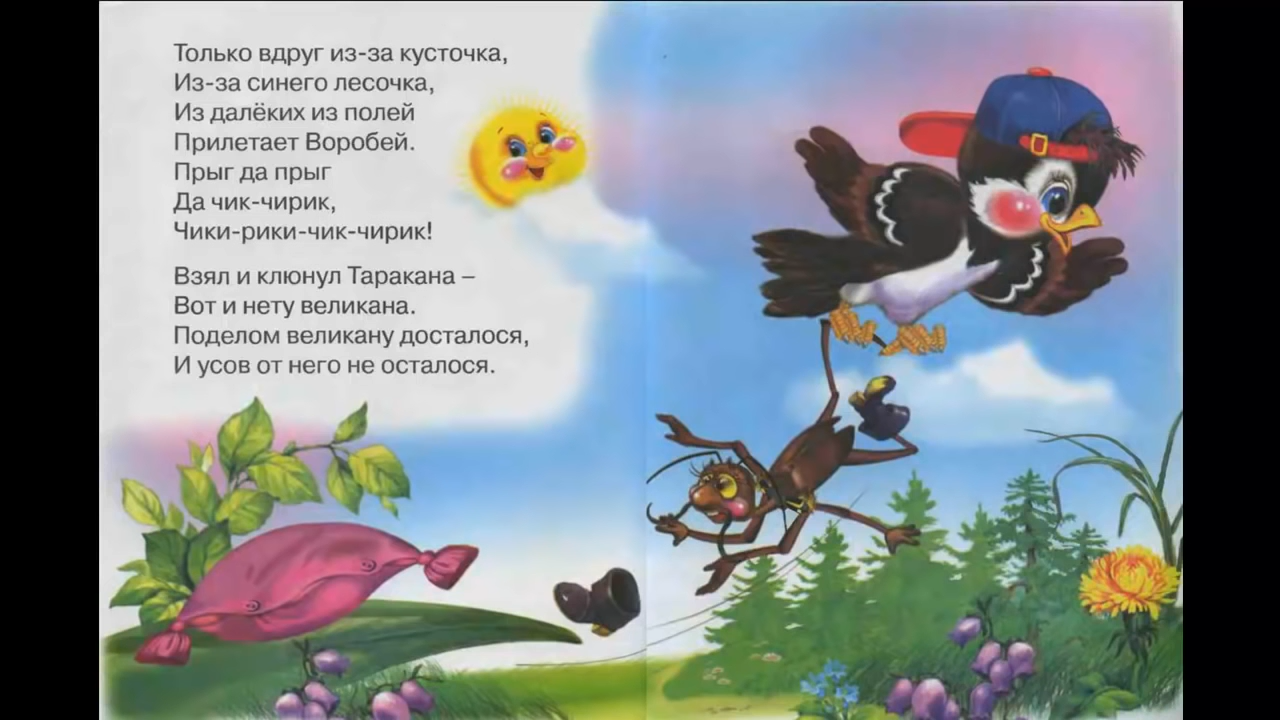 Только вдруг из-за кусточка,
Из-за синего лесочка,
Из далёких из полей
Прилетает Воробей.
Прыг да прыг
Да чик-чирик,
Чики-рики-чик-чирик!
Взял и клюнул Таракана –
Вот и нету великана.
Поделом великану досталося,
И усов от него не осталося.